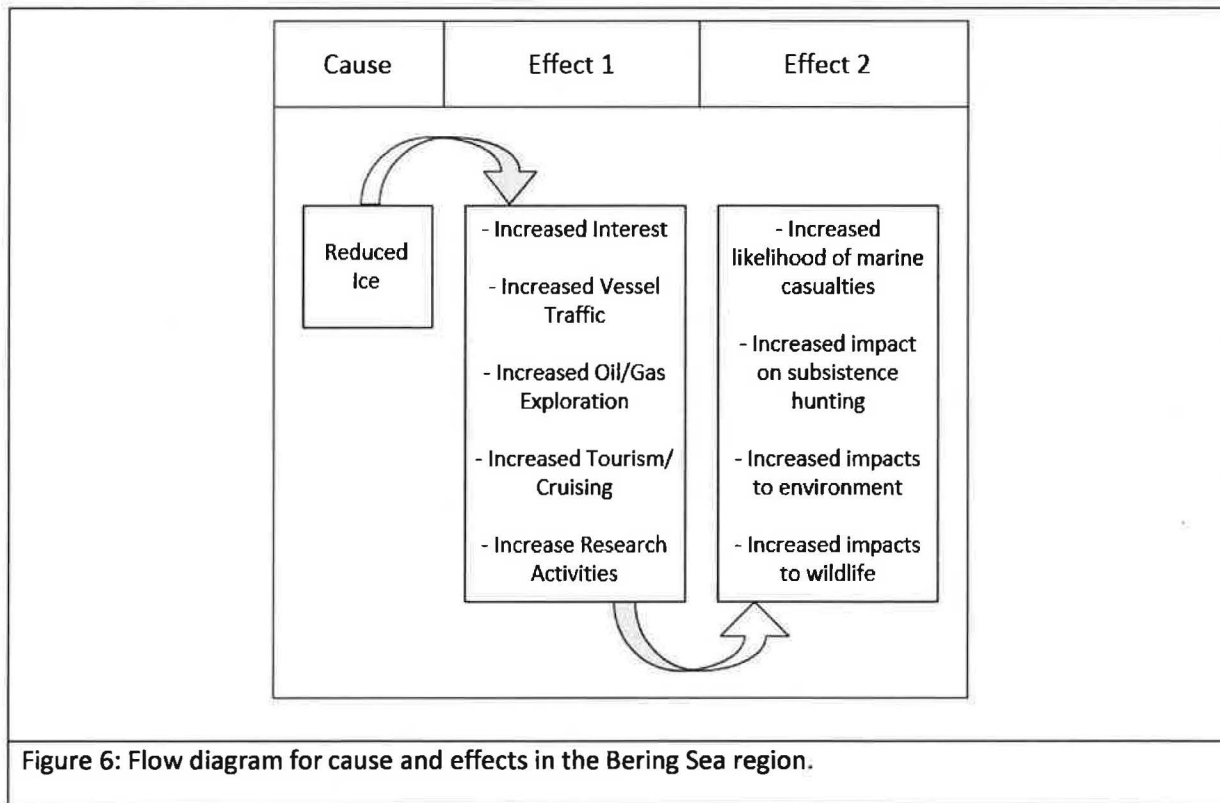 Cause
Effect 1
Effect 2
Reduced
Ice
- Increased Interest
- Increased Vessel
Traffic
- Increased Oil/Gas
Exploration
- Increased Tourism/
Cruising
- Increase Research
Activities
- Increased
likelihood of marine
casualties
- Increased impact
on subsistence
hunting
- Increased impacts
to environment
- Increased impacts
to wildlife
Figure 6: Flow diagram for cause and effects in the Bering Sea region.